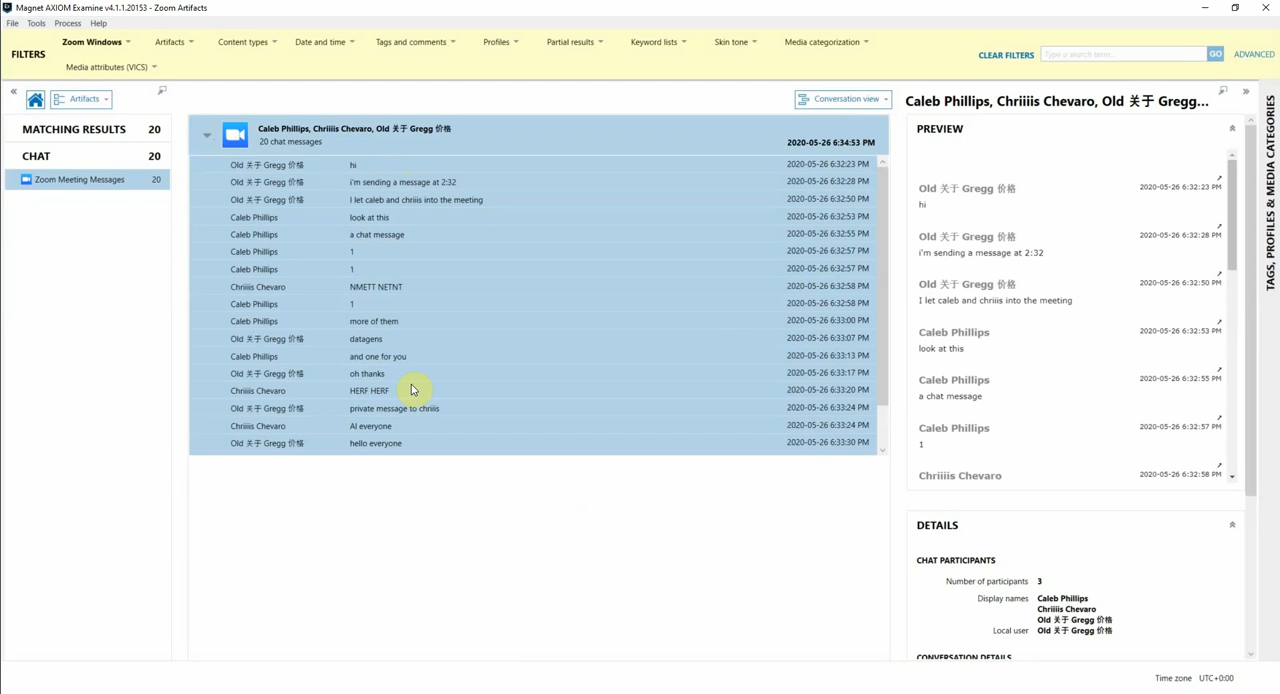 Magnet AXIOM Examine v4.1.1.20153 - Zoom Artifacts
File Tools Process Help
FILTERS
Zoom Windows Artifacts Content types Date and time Tags and comments Profiles Partial results Keyword lists Skin tone Media categorization
Media attributes (VICS)
CLEAR FILTERS Type a search term... GO ADVANCED
Artifacts
Conversation view
MATCHING RESULTS 20
CHAT 20
Zoom Meeting Messages 20
Caleb Phillips, Chriiiis Chevaro, Old 关于 Gregg 价格
20 chat messages 2020-05-26 6:34:53 PM
Old 关于 Gregg 价格 hi 2020-05-26 6:32:23 PM
Old 关于 Gregg 价格 i'm sending a message at 2:32 2020-05-26 6:32:28 PM
Old 关于 Gregg 价格 I let caleb and chriiis into the meeting 2020-05-26 6:32:50 PM
Caleb Phillips look at this 2020-05-26 6:32:53 PM
Caleb Phillips a chat message 2020-05-26 6:32:55 PM
Caleb Phillips 1 2020-05-26 6:32:57 PM
Caleb Phillips 1 2020-05-26 6:32:57 PM
Chriiiis Chevaro NMETT NETNT 2020-05-26 6:32:58 PM
Caleb Phillips 1 2020-05-26 6:32:58 PM
Caleb Phillips more of them 2020-05-26 6:33:00 PM
Old 关于 Gregg 价格 datagens 2020-05-26 6:33:07 PM
Caleb Phillips and one for you 2020-05-26 6:33:13 PM
Old 关于 Gregg 价格 oh thanks 2020-05-26 6:33:17 PM
Chriiiis Chevaro HERF HERF 2020-05-26 6:33:20 PM
Old 关于 Gregg 价格 private message to chriiis 2020-05-26 6:33:24 PM
Chriiiis Chevaro AI everyone 2020-05-26 6:33:24 PM
Old 关于 Gregg 价格 hello everyone 2020-05-26 6:33:30 PM
Caleb Phillips, Chriiiis Chevaro, Old 关于 Gregg...
PREVIEW
Old 关于 Gregg 价格 2020-05-26 6:32:23 PM
hi
Old 关于 Gregg 价格 2020-05-26 6:32:28 PM
i'm sending a message at 2:32
Old 关于 Gregg 价格 2020-05-26 6:32:50 PM
I let caleb and chriiis into the meeting
Caleb Phillips 2020-05-26 6:32:53 PM
look at this
Caleb Phillips 2020-05-26 6:32:55 PM
a chat message
Caleb Phillips 2020-05-26 6:32:57 PM
1
Chriiiis Chevaro 2020-05-26 6:32:58 PM
DETAILS
CHAT PARTICIPANTS
Number of participants 3
Display names Caleb Phillips
Chriiiis Chevaro
Old 关于 Gregg 价格
Local user Old 关于 Gregg 价格
CONVERSATION DETAILS
TAGS, PROFILES & MEDIA CATEGORIES
Time zone UTC+0:00